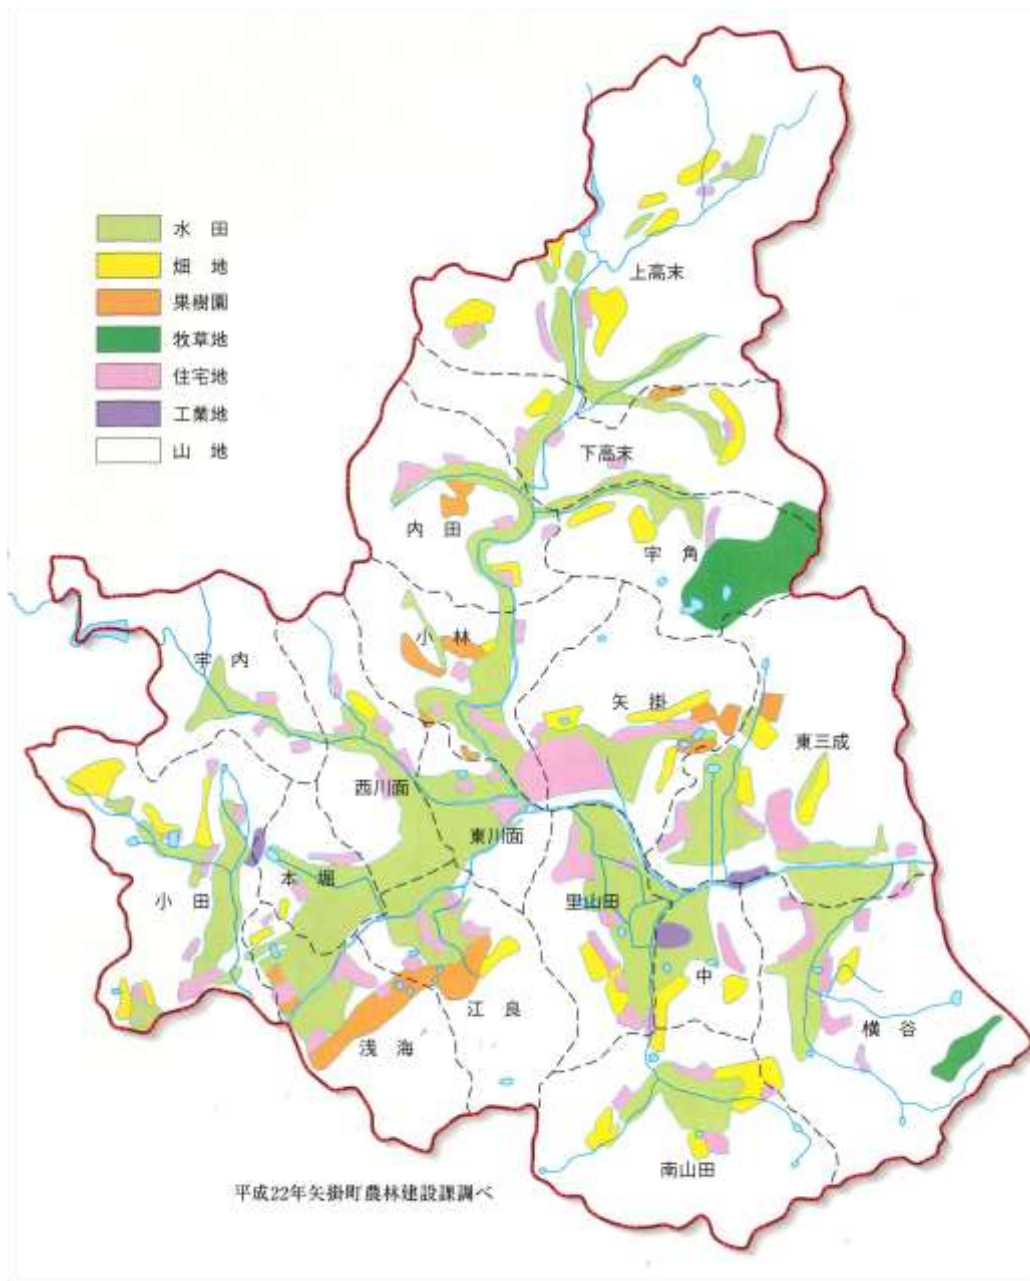 水 田
畑 地
果樹園
牧草地
住宅地
工業地
山 地
上高末
下高末
内 田
宇 角
小 林
宇 内
矢 掛
東三成
西川面
東川面
本 堀
小 田
里山田
中
江 良
浅 海
横 谷
南山田
平成22年矢掛町農林建設課調べ